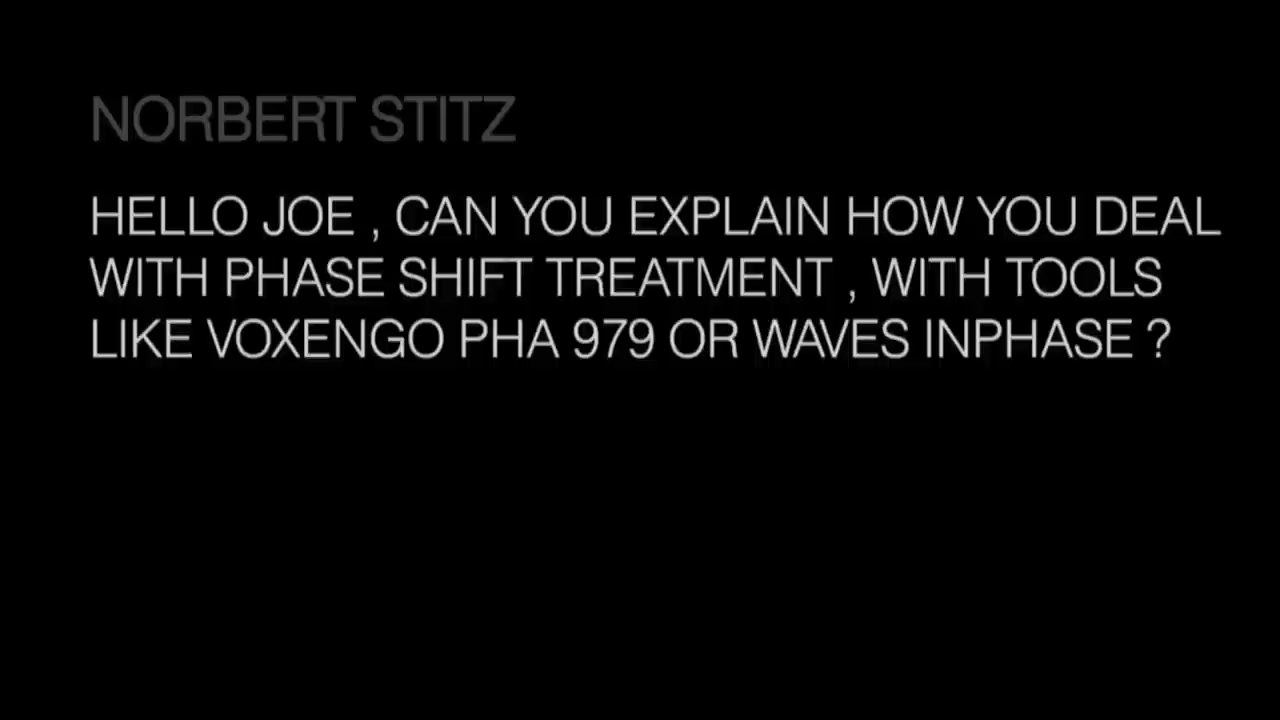 NORBERT STITZ
HELLO JOE , CAN YOU EXPLAIN HOW YOU DEAL
WITH PHASE SHIFT TREATMENT , WITH TOOLS
LIKE VOXENGO PHA 979 OR WAVES INPHASE ?